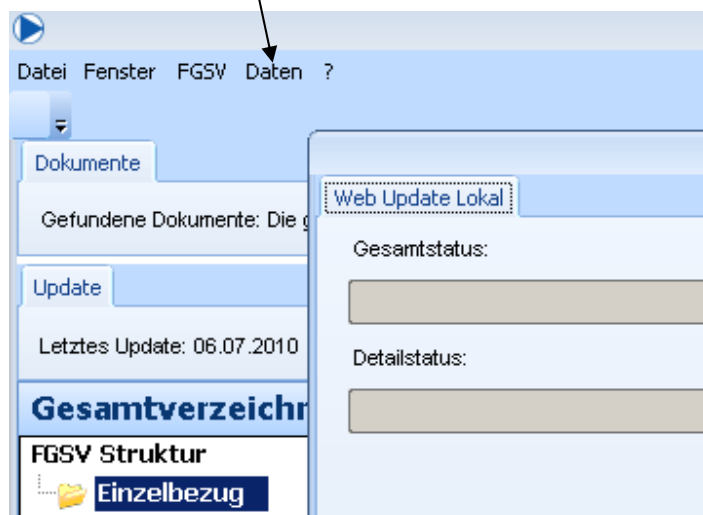 Datei Fenster FGSV Daten ?
Dokumente
Gefundene Dokumente: Die
Update
Letztes Update: 06.07.2010
FGSV Struktur
Einzelbezug
Web Update Lokal
Gesamtstatus:
Detailstatus: